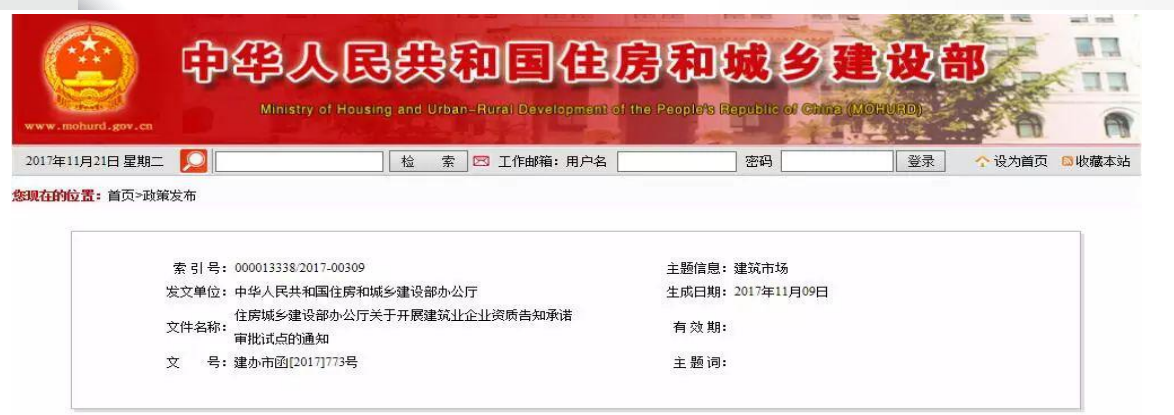 中华人民共和国住房和城乡建设部
Ministry of Housing and Urban-Rural Development of the People's Republic of China (MOHURD)
www.mohurd.gov.cn
2017年11月21日 星期二 检 索 工作邮箱：用户名 密码 登录 设为首页 收藏本站
您现在的位置：首页>政策发布
索 引 号：000013338/2017-00309 主题信息：建筑市场
发文单位：中华人民共和国住房和城乡建设部办公厅 生成日期：2017年11月09日
文件名称：住房城乡建设部办公厅关于开展建筑业企业资质告知承诺
审批试点的通知
有 效 期：
文 号：建办市函[2017]773号 主 题 词：